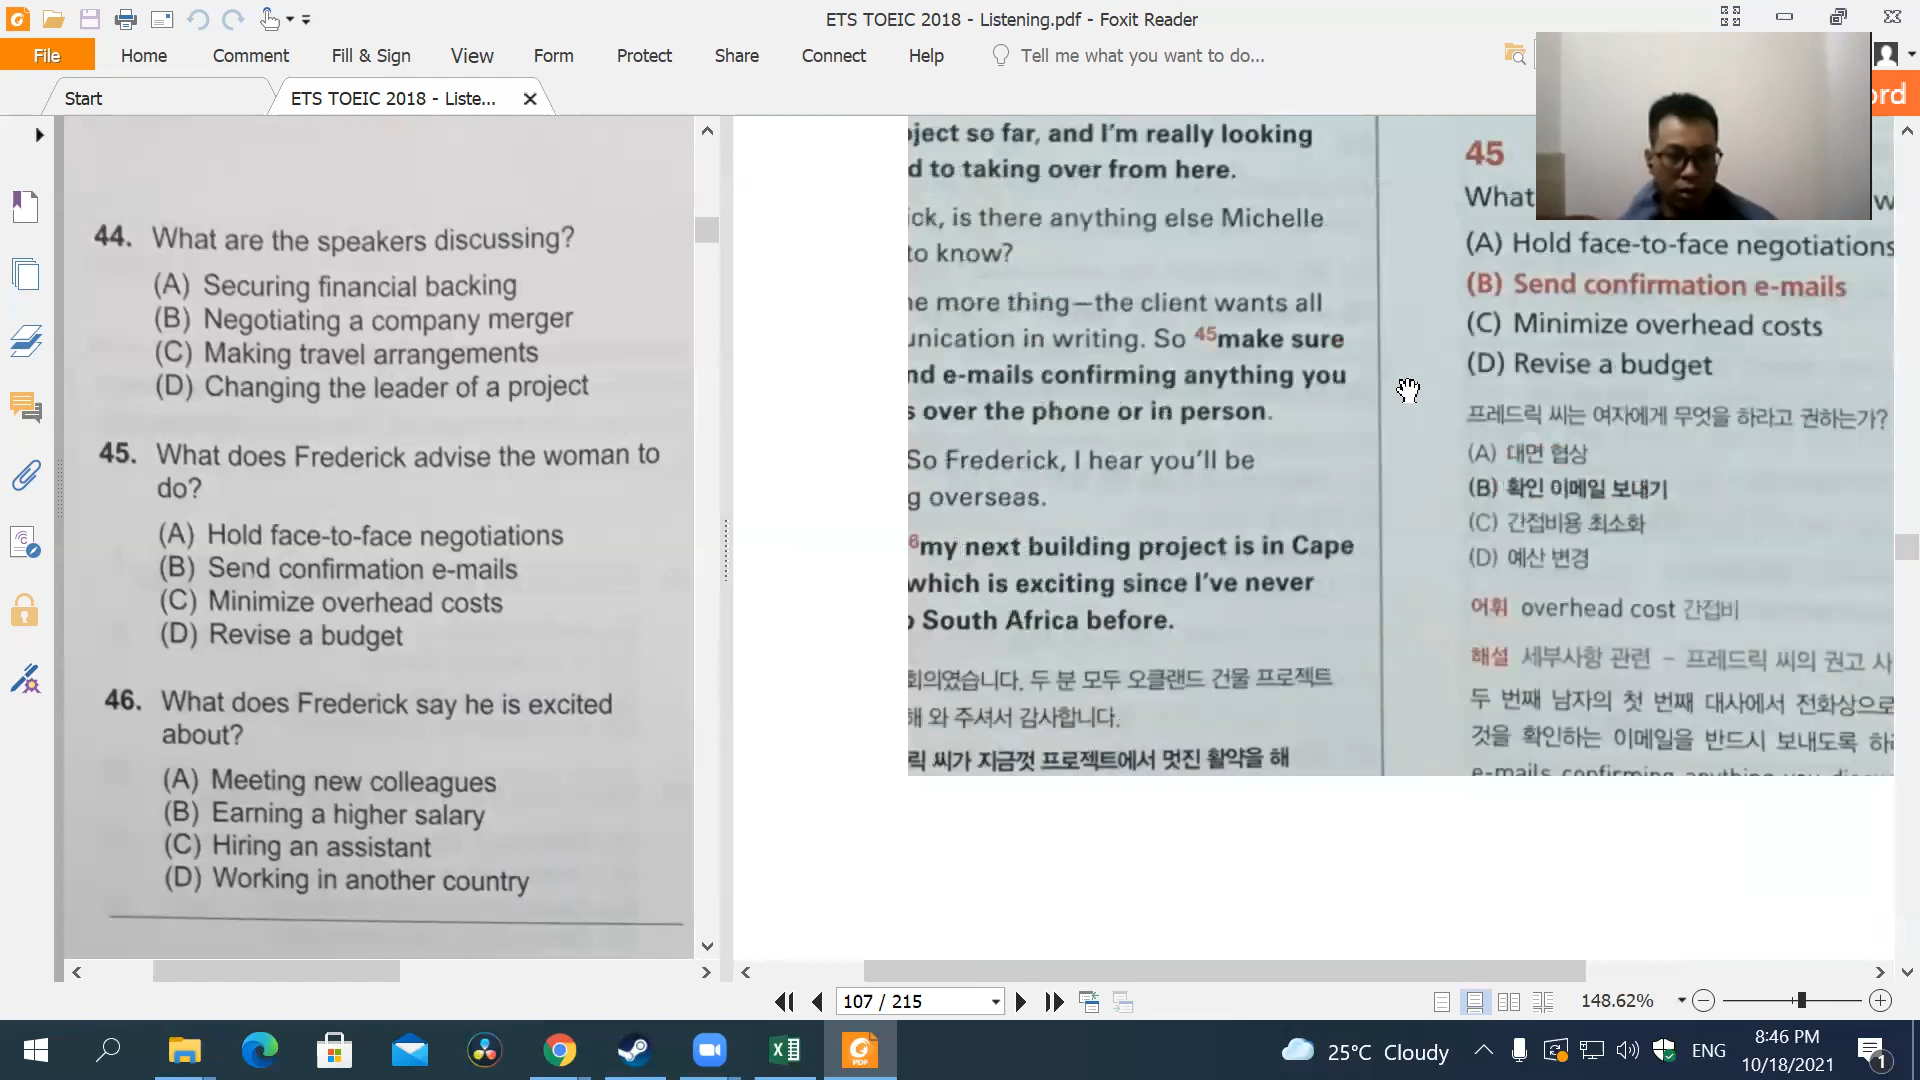 ETS TOEIC 2018 - Listening.pdf - Foxit Reader
File Home Comment Fill & Sign View Form Protect Share Connect Help Tell me what you want to do...
Start
ETS TOEIC 2018 - Liste...
ord
44. What are the speakers discussing?
(A) Securing financial backing
(B) Negotiating a company merger
(C) Making travel arrangements
(D) Changing the leader of a project
45. What does Frederick advise the woman to
do?
(A) Hold face-to-face negotiations
(B) Send confirmation e-mails
(C) Minimize overhead costs
(D) Revise a budget
46. What does Frederick say he is excited
about?
(A) Meeting new colleagues
(B) Earning a higher salary
(C) Hiring an assistant
(D) Working in another country
ject so far, and I'm really looking
d to taking over from here.
ick, is there anything else Michelle
to know?
ne more thing—the client wants all
unication in writing. So 45make sure
nd e-mails confirming anything you
s over the phone or in person.
So Frederick, I hear you'll be
g overseas.
6my next building project is in Cape
which is exciting since I've never
o South Africa before.
회의였습니다. 두 분 모두 오클랜드 건물 프로젝트
해 와 주셔서 감사합니다.
릭 씨가 지금껏 프로젝트에서 멋진 활약을 해
45
What w
(A) Hold face-to-face negotiations
(B) Send confirmation e-mails
(C) Minimize overhead costs
(D) Revise a budget
프레드릭 씨는 여자에게 무엇을 하라고 권하는가?
(A) 대면 협상
(B) 확인 이메일 보내기
(C) 간접비용 최소화
(D) 예산 변경
어휘 overhead cost 간접비
해설 세부사항 관련 – 프레드릭 씨의 권고 사
두 번째 남자의 첫 번째 대사에서 전화상으로
것을 확인하는 이메일을 반드시 보내도록 하
e-mails confirming anything you
107 / 215
148.62%
25°C Cloudy
ENG
8:46 PM
10/18/2021
1